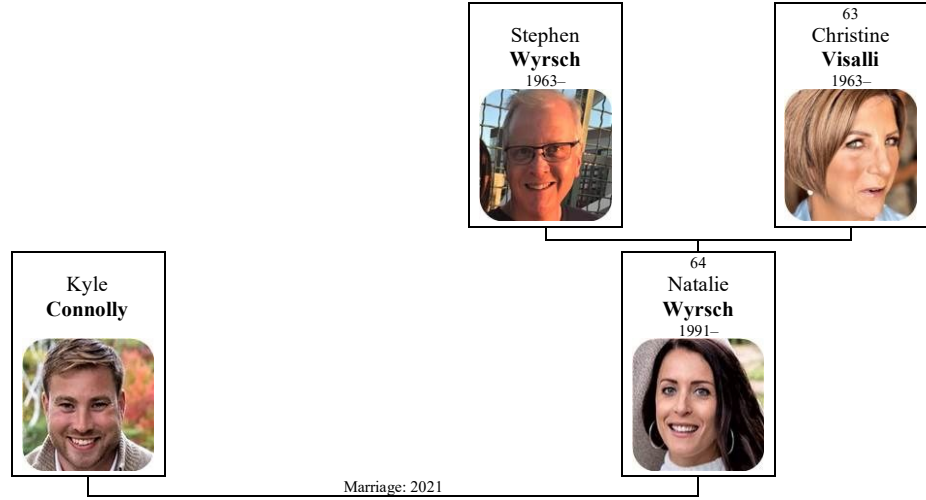 Stephen
Wyrsch
1963–
63
Christine
Visalli
1963–
Kyle
Connolly
64
Natalie
Wyrsch
1991–
Marriage: 2021